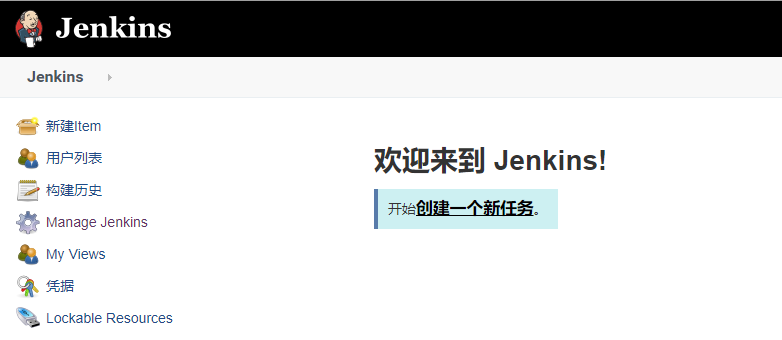 Jenkins
Jenkins
新建Item
用户列表
构建历史
Manage Jenkins
My Views
凭据
Lockable Resources
欢迎来到 Jenkins!
开始创建一个新任务。